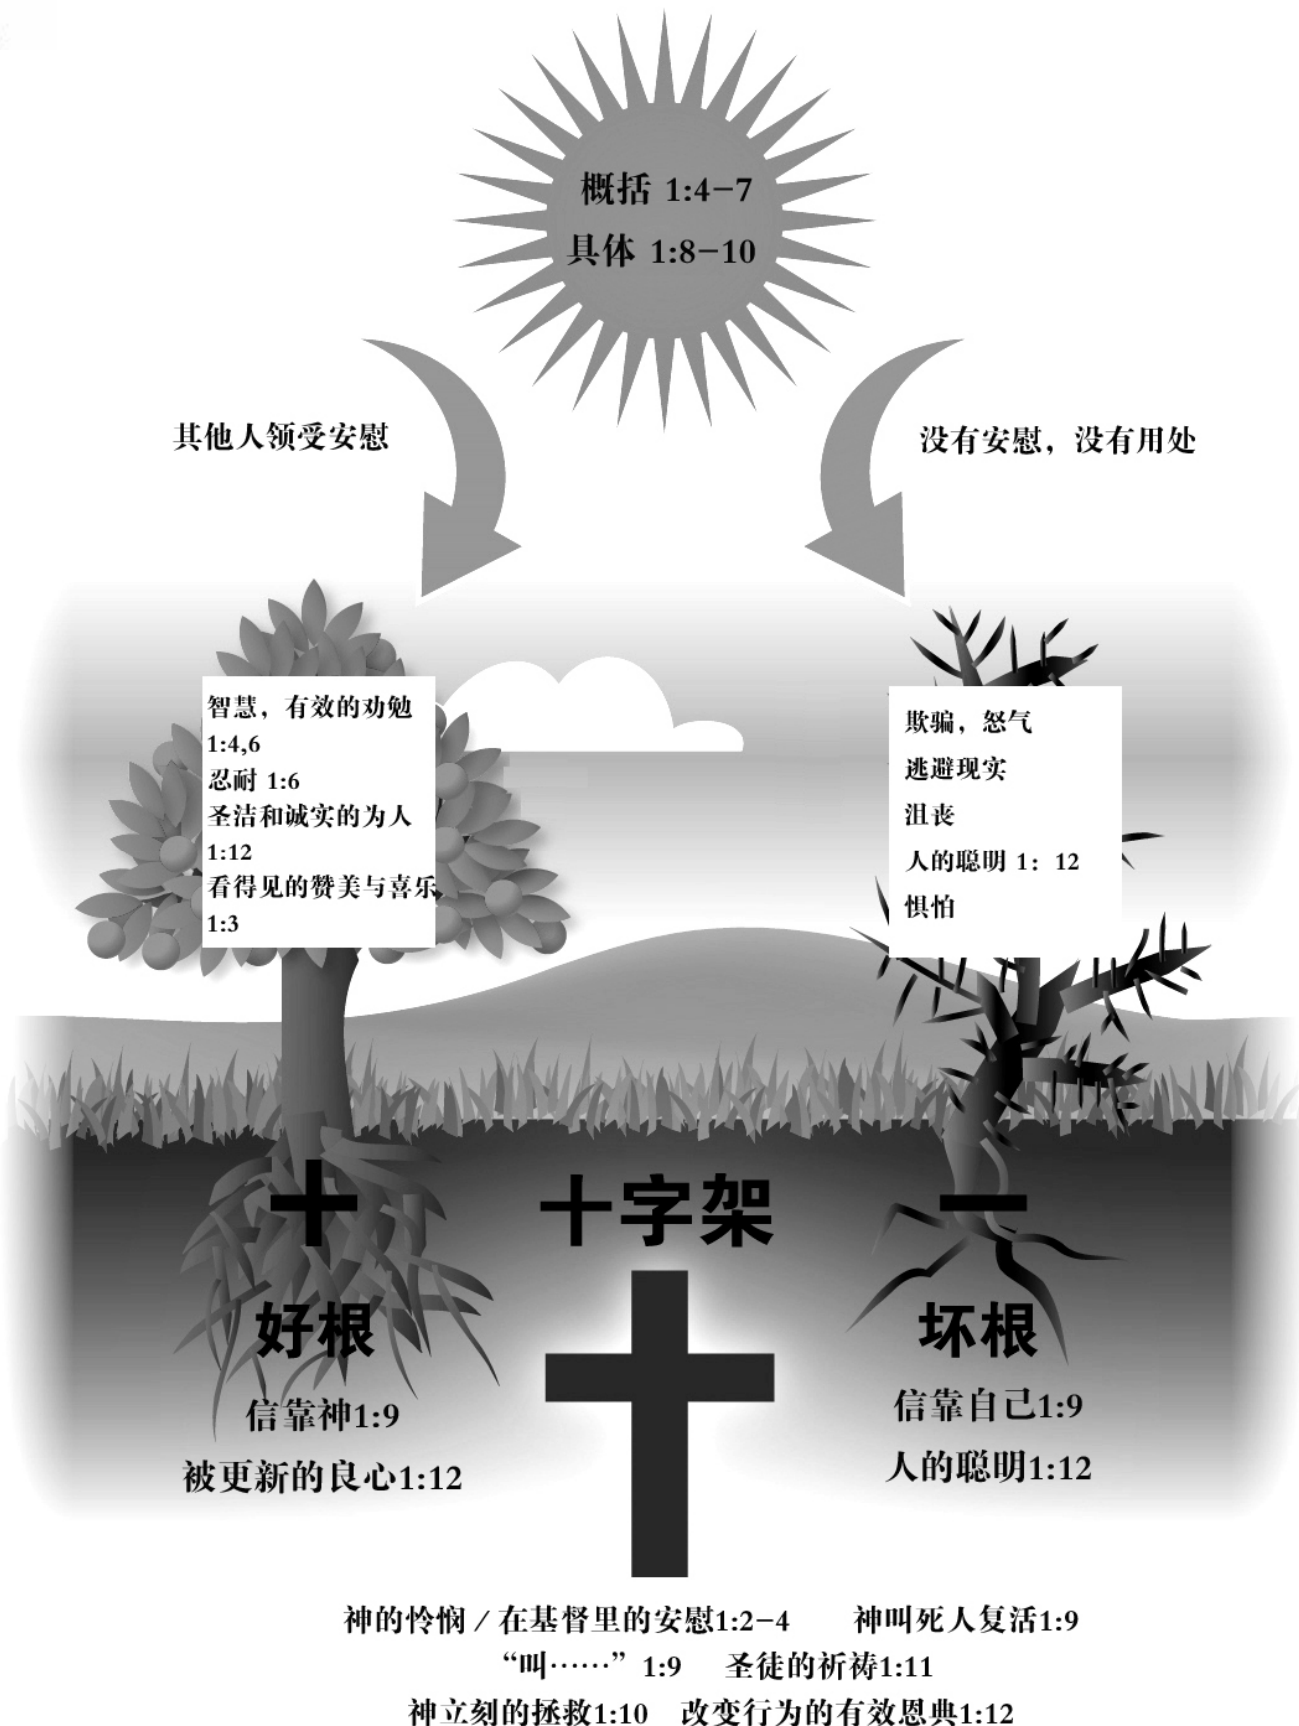 概括 1:4-7
具体 1:8-10
其他人领受安慰
没有安慰，没有用处
智慧，有效的劝勉
1:4,6
忍耐 1:6
圣洁和诚实的为人
1:12
看得见的赞美与喜乐
1:3
欺骗，怒气
逃避现实
沮丧
人的聪明 1：12
惧怕
十字架
好根
信靠神1:9
被更新的良心1:12
坏根
信靠自己1:9
人的聪明1:12
神的怜悯／在基督里的安慰1:2-4 神叫死人复活1:9
“叫……”1:9 圣徒的祈祷1:11
神立刻的拯救1:10 改变行为的有效恩典1:12